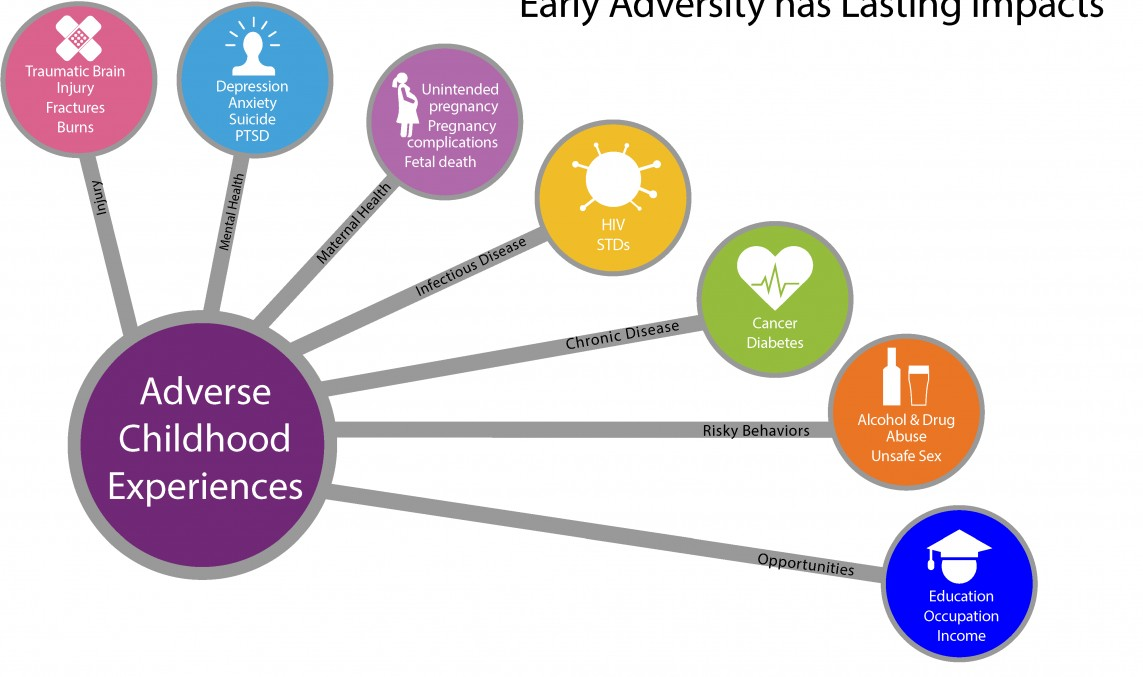 Early Adversity has Lasting Impacts
Traumatic Brain
Injury
Fractures
Burns
Depression
Anxiety
Suicide
PTSD
Unintended
pregnancy
Pregnancy
complications
Fetal death
HIV
STDs
Cancer
Diabetes
Alcohol & Drug
Abuse
Unsafe Sex
Education
Occupation
Income
Injury
Mental Health
Maternal Health
Infectious Disease
Chronic Disease
Risky Behaviors
Opportunities
Adverse
Childhood
Experiences